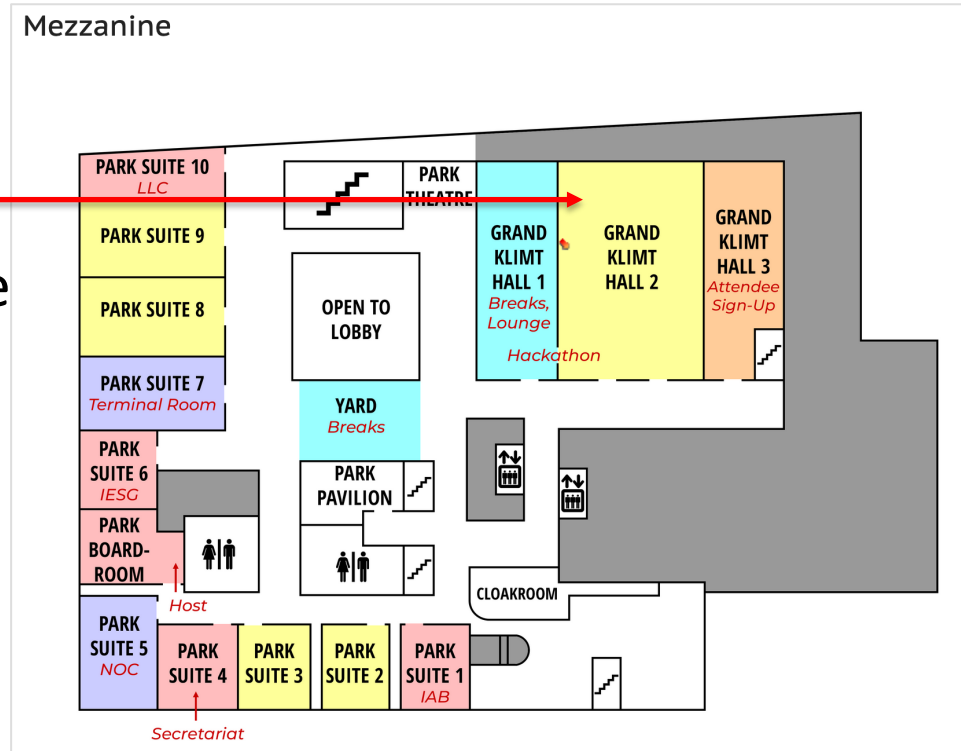 Mezzanine
PARK SUITE 10
LLC
PARK SUITE 9
PARK SUITE 8
PARK SUITE 7
Terminal Room
PARK
SUITE 6
IESG
PARK
BOARD-
ROOM
Host
PARK
SUITE 5
NOC
PARK
SUITE 4
Secretariat
PARK
SUITE 3
PARK
SUITE 2
PARK
SUITE 1
IAB
PARK
THEATRE
OPEN TO
LOBBY
YARD
Breaks
PARK
PAVILION
CLOAKROOM
GRAND
KLIMT
HALL 1
Breaks,
Lounge
Hackathon
GRAND
KLIMT
HALL 2
GRAND
KLIMT
HALL 3
Attendee
Sign-Up
e